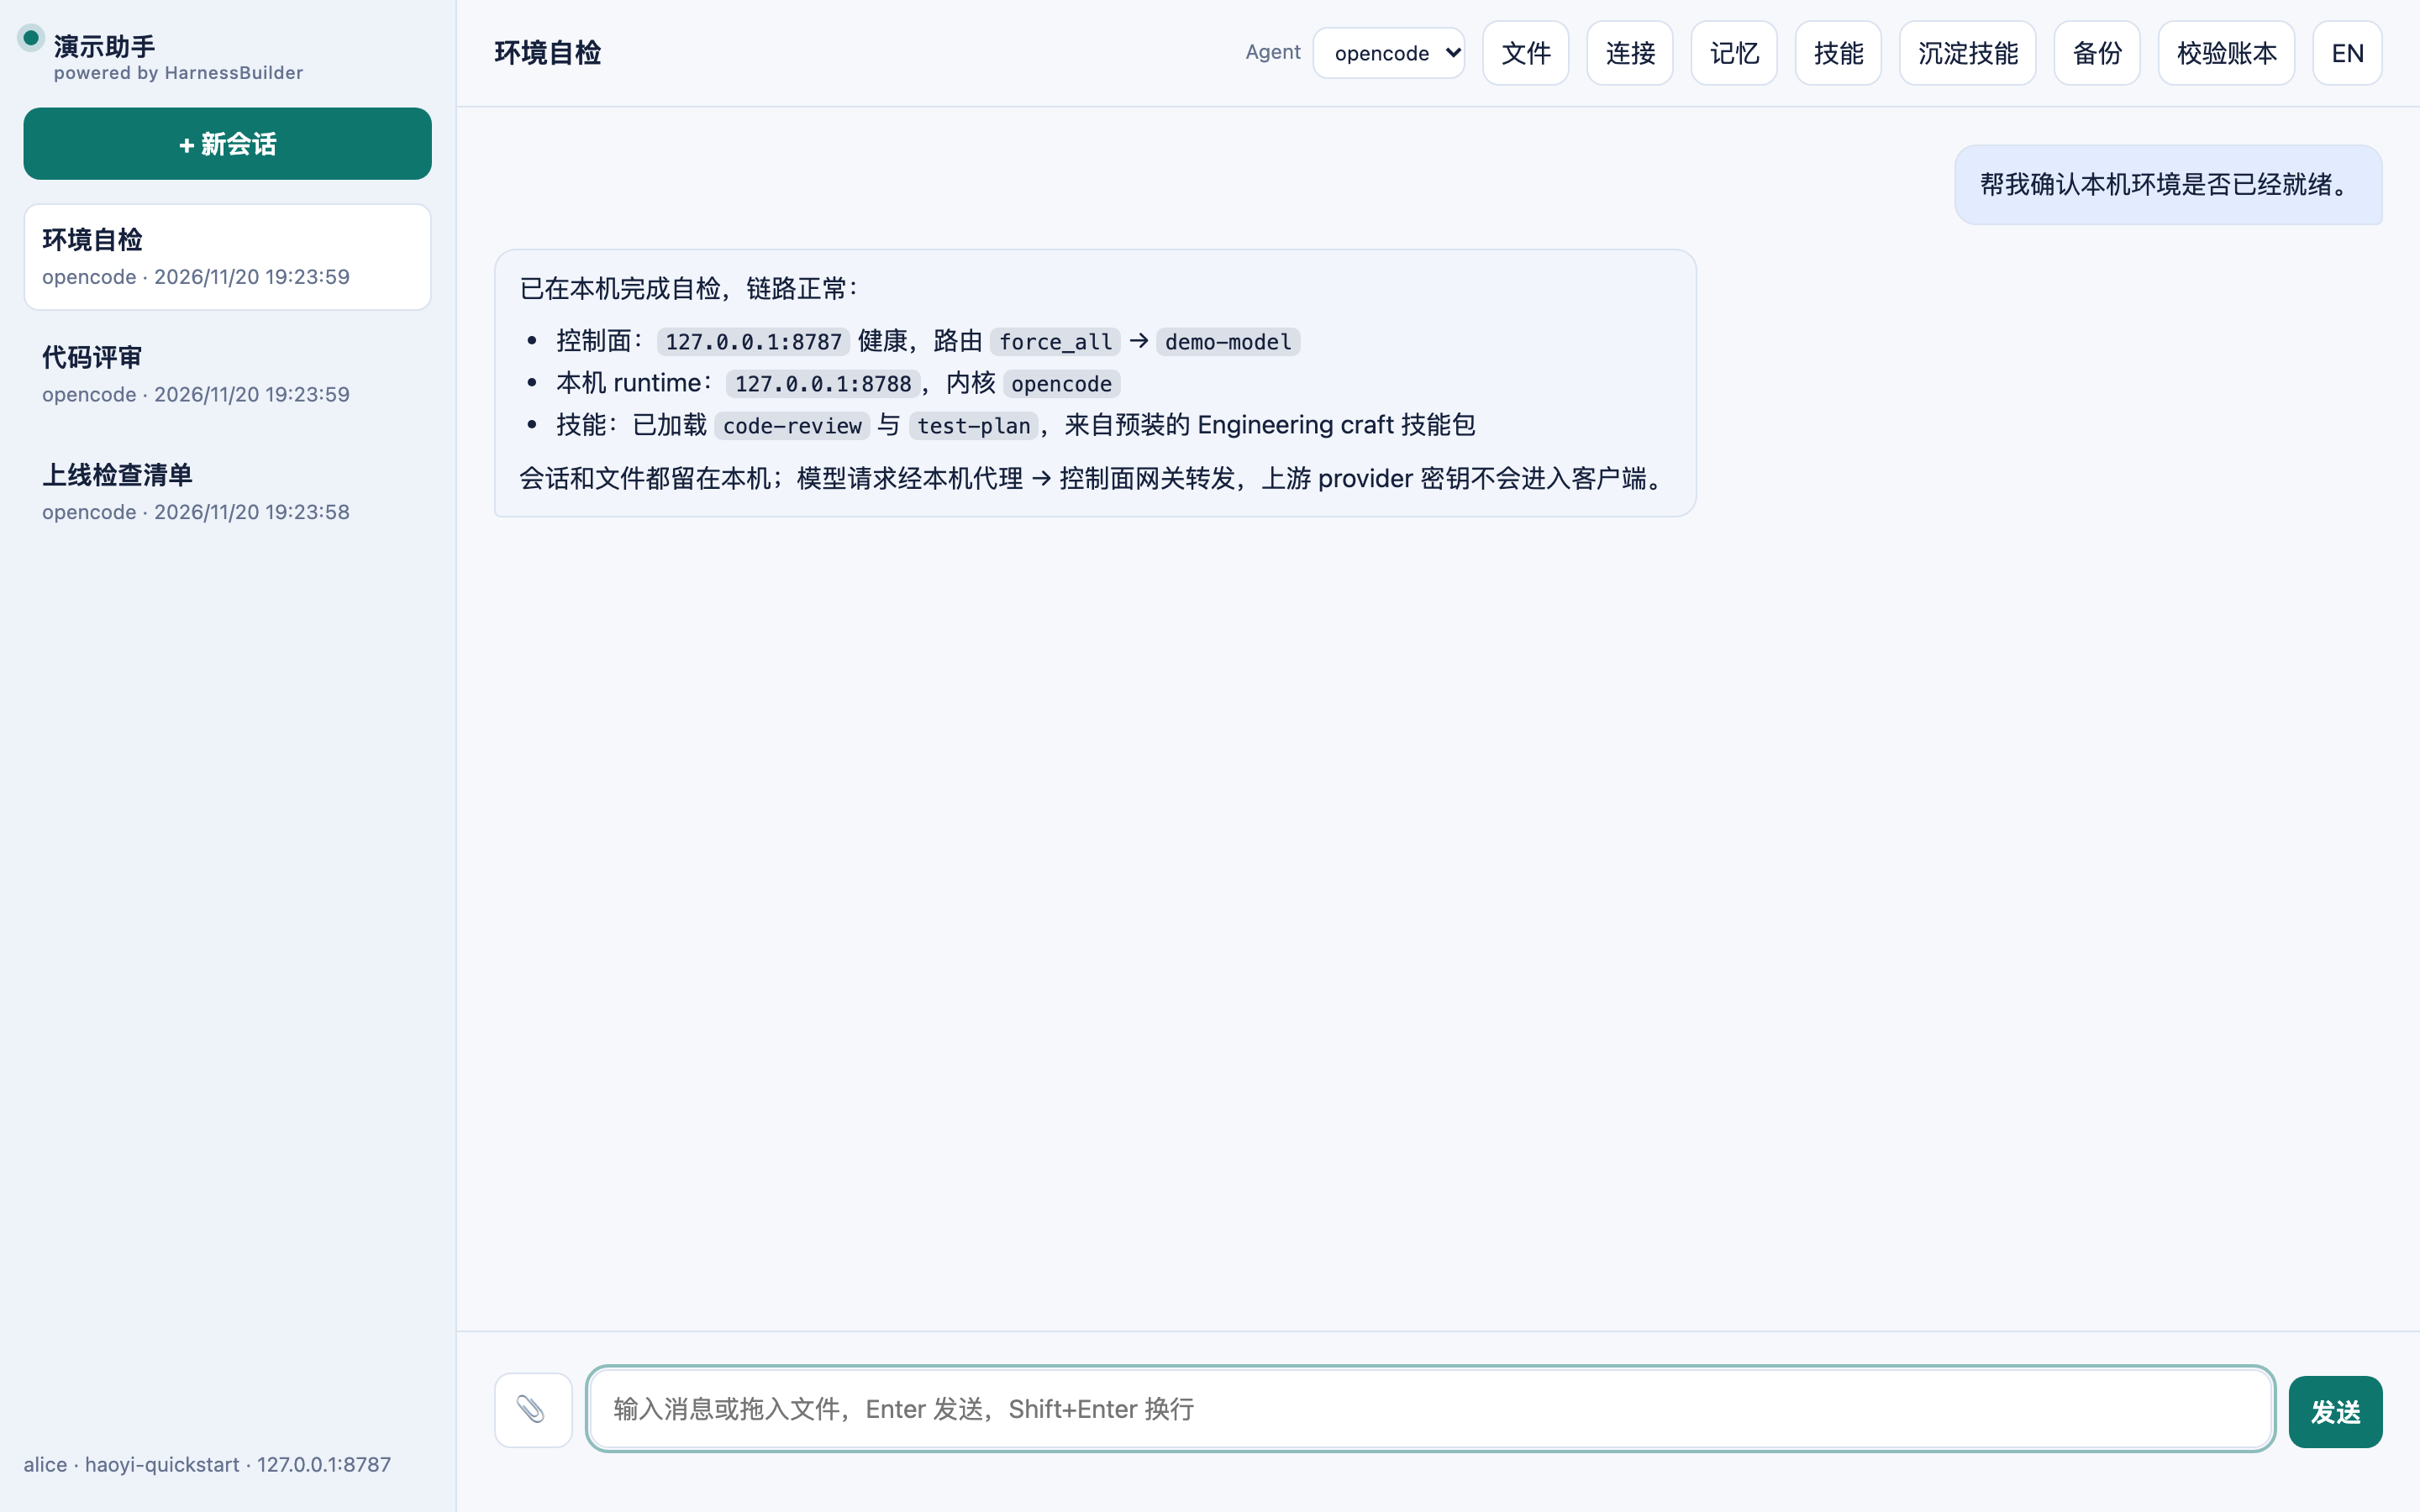 演示助手
powered by HarnessBuilder
+ 新会话
环境自检
opencode · 2026/11/20 19:23:59
代码评审
opencode · 2026/11/20 19:23:59
上线检查清单
opencode · 2026/11/20 19:23:58
alice · haoyi-quickstart · 127.0.0.1:8787
环境自检
Agent opencode 文件 连接 记忆 技能 沉淀技能 备份 校验账本 EN
帮我确认本机环境是否已经就绪。
已在本机完成自检，链路正常：
• 控制面：127.0.0.1:8787 健康，路由 force_all → demo-model
• 本机 runtime：127.0.0.1:8788，内核 opencode
• 技能：已加载 code-review 与 test-plan，来自预装的 Engineering craft 技能包
会话和文件都留在本机；模型请求经本机代理 → 控制面网关转发，上游 provider 密钥不会进入客户端。
输入消息或拖入文件，Enter 发送，Shift+Enter 换行
发送